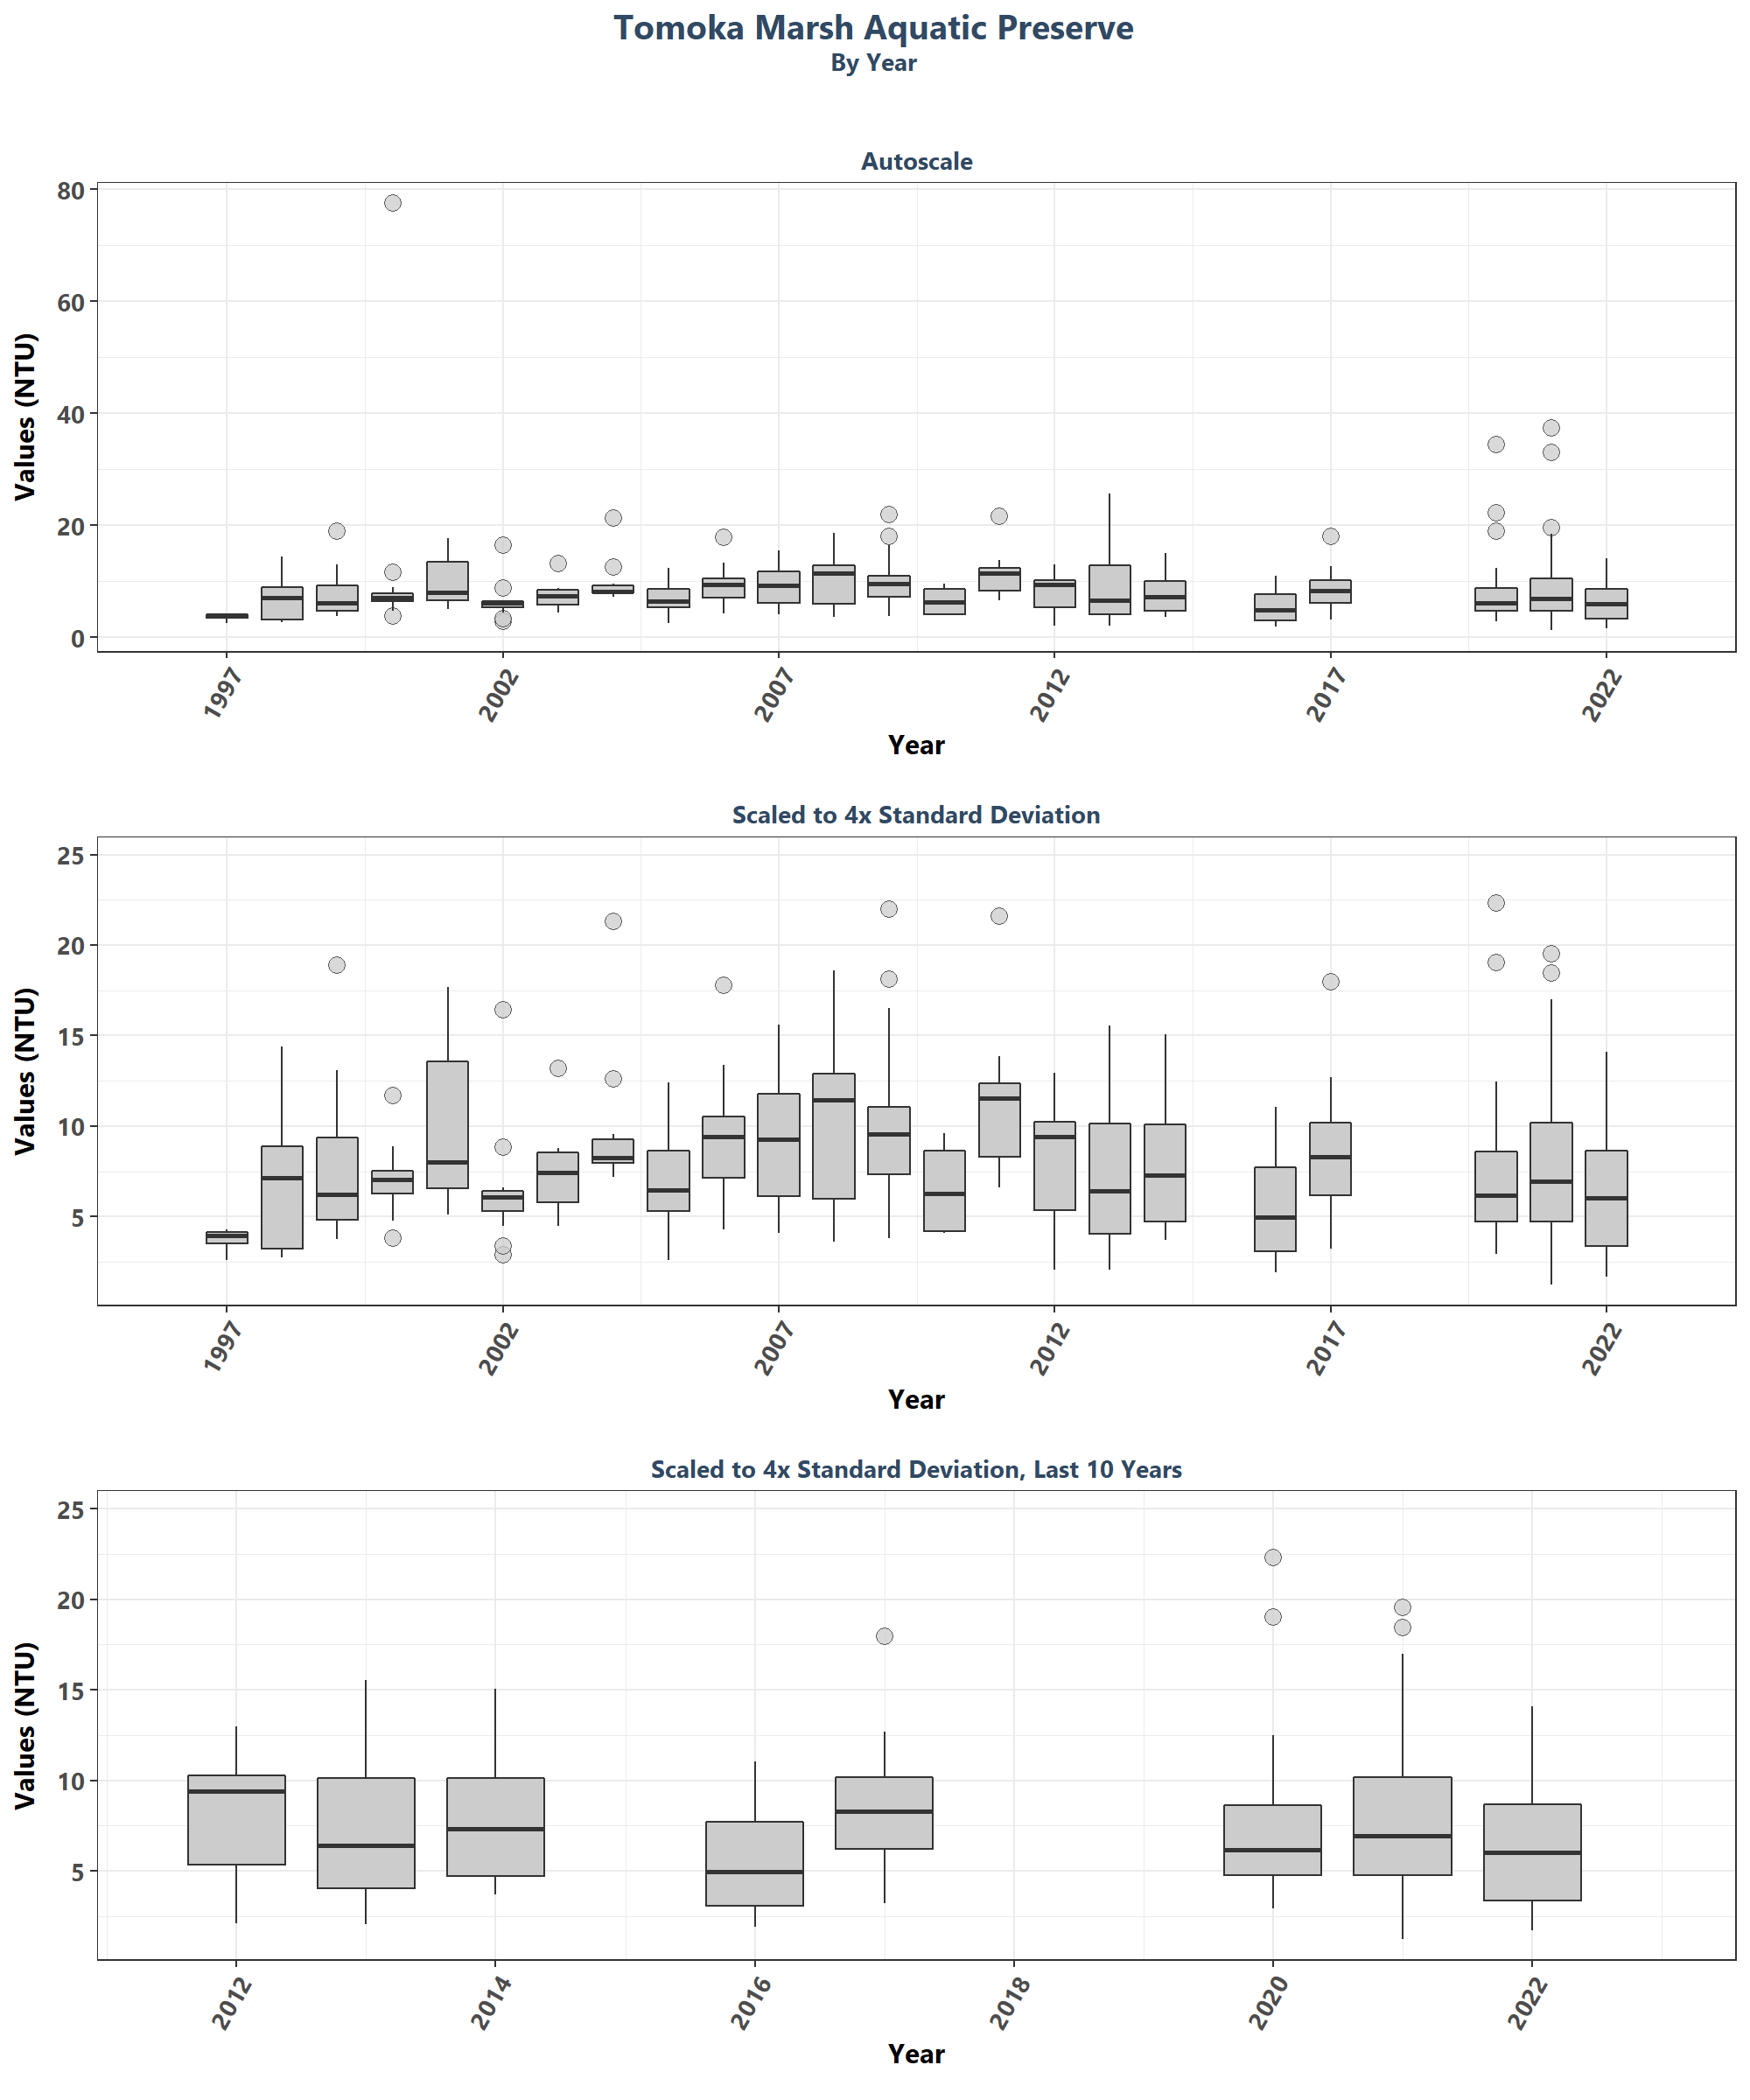 Tomoka Marsh Aquatic Preserve
By Year
Autoscale
Values (NTU)
80
60
40
20
0
1997 2002 2007 2012 2017 2022
Year
Scaled to 4x Standard Deviation
Values (NTU)
25
20
15
10
5
1997 2002 2007 2012 2017 2022
Year
Scaled to 4x Standard Deviation, Last 10 Years
Values (NTU)
25
20
15
10
5
2012 2014 2016 2018 2020 2022
Year